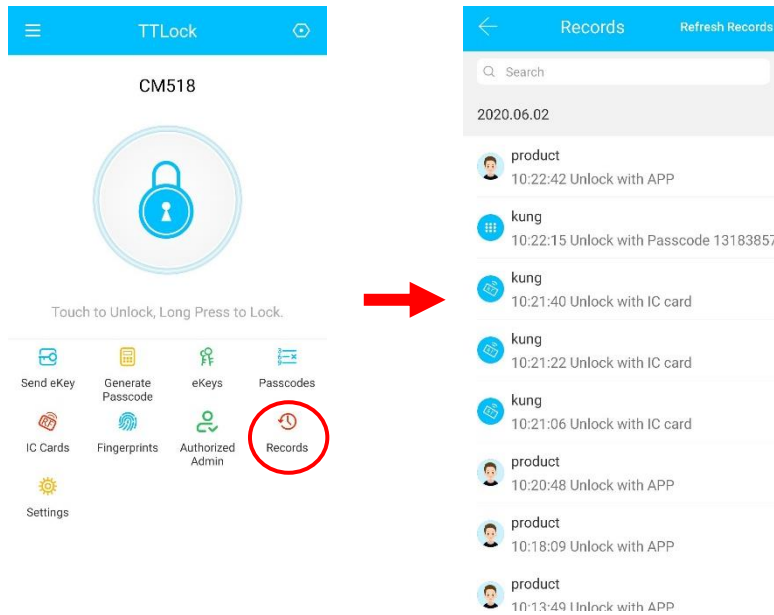 TTLock
CM518
Touch to Unlock, Long Press to Lock.
Send eKey
Generate
Passcode
eKeys
Passcodes
IC Cards
Fingerprints
Authorized
Admin
Records
Settings
Records
Refresh Records
Search
2020.06.02
product
10:22:42 Unlock with APP
kung
10:22:15 Unlock with Passcode 13183857
kung
10:21:40 Unlock with IC card
kung
10:21:22 Unlock with IC card
kung
10:21:06 Unlock with IC card
product
10:20:48 Unlock with APP
product
10:18:09 Unlock with APP
product
10:13:49 Unlock with APP